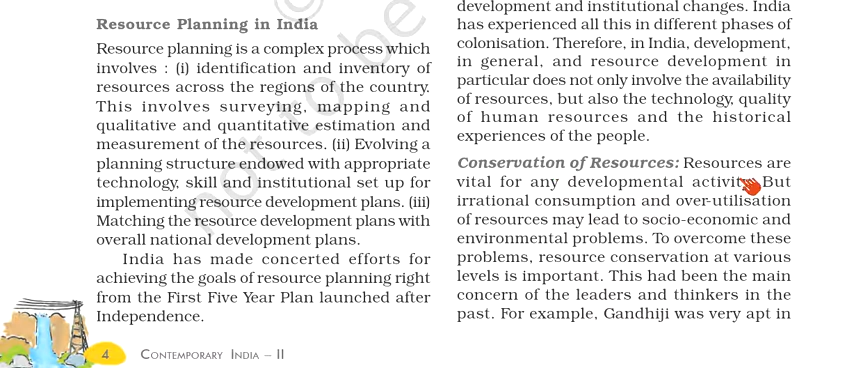 Resource Planning in India
Resource planning is a complex process which
involves : (i) identification and inventory of
resources across the regions of the country.
This involves surveying, mapping and
qualitative and quantitative estimation and
measurement of the resources. (ii) Evolving a
planning structure endowed with appropriate
technology, skill and institutional set up for
implementing resource development plans. (iii)
Matching the resource development plans with
overall national development plans.
India has made concerted efforts for
achieving the goals of resource planning right
from the First Five Year Plan launched after
Independence.
development and institutional changes. India
has experienced all this in different phases of
colonisation. Therefore, in India, development,
in general, and resource development in
particular does not only involve the availability
of resources, but also the technology, quality
of human resources and the historical
experiences of the people.
Conservation of Resources: Resources are
vital for any developmental activity. But
irrational consumption and over-utilisation
of resources may lead to socio-economic and
environmental problems. To overcome these
problems, resource conservation at various
levels is important. This had been the main
concern of the leaders and thinkers in the
past. For example, Gandhiji was very apt in
4 CONTEMPORARY INDIA – II
not to be
©